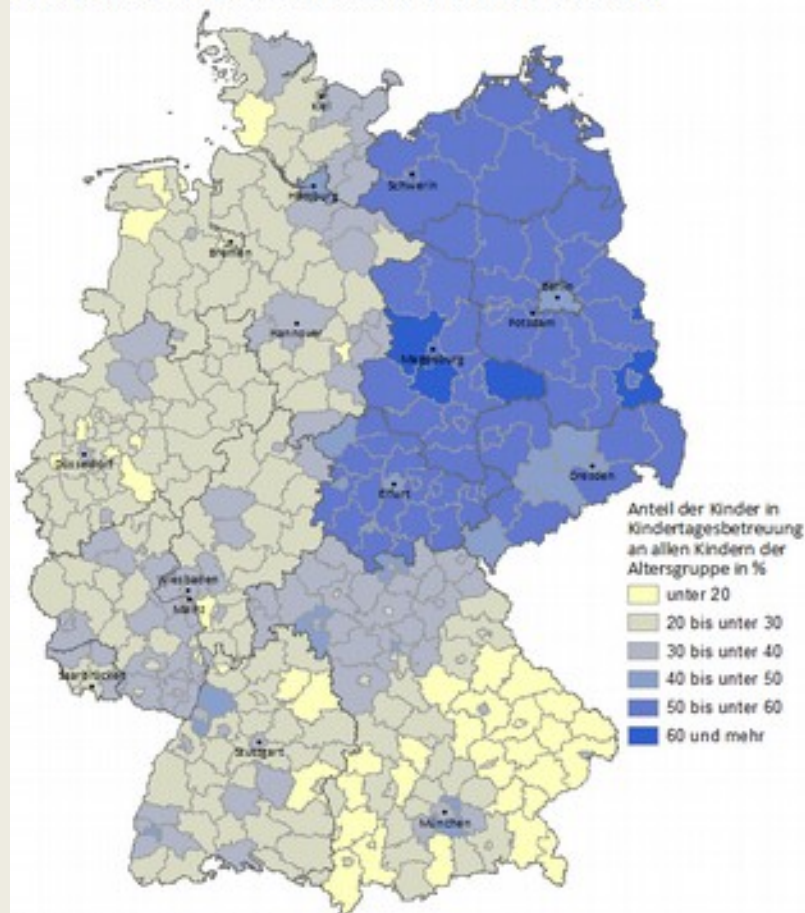 Kiel
Schwerin
Hamburg
Bremen
Berlin
Potsdam
Hannover
Magdeburg
Düsseldorf
Erfurt
Dresden
Wiesbaden
Mainz
Saarbrücken
Stuttgart
München
Anteil der Kinder in
Kindertagesbetreuung
an allen Kindern der
Altersgruppe in %
unter 20
20 bis unter 30
30 bis unter 40
40 bis unter 50
50 bis unter 60
60 und mehr